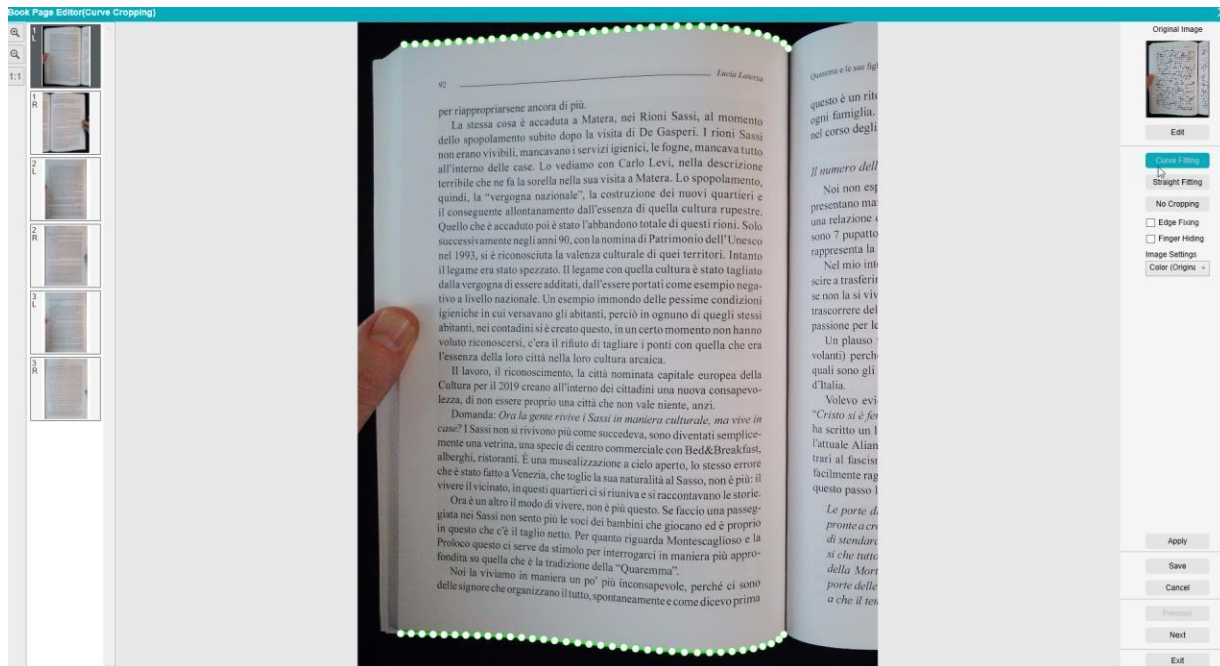 Book Page Editor(Curve Cropping)
1:1
1
L
1
R
2
L
2
R
3
L
3
R
92
Lucia Laterza
per riappropriarsene ancora di più.
La stessa cosa è accaduta a Matera, nei Rioni Sassi, al momento
dello spopolamento subito dopo la visita di De Gasperi. I rioni Sassi
non erano vivibili, mancavano i servizi igienici, le fogne, mancava tutto
all'interno delle case. Lo vediamo con Carlo Levi, nella descrizione
terribile che ne fa la sorella nella sua visita a Matera. Lo spopolamento,
quindi, la "vergogna nazionale", la costruzione dei nuovi quartieri e
il conseguente allontanamento dall'essenza di quella cultura rupestre.
Quello che è accaduto poi è stato l'abbandono totale di questi rioni. Solo
successivamente negli anni 90, con la nomina di Patrimonio dell'Unesco
nel 1993, si è riconosciuta la valenza culturale di quei territori. Intanto
il legame era stato spezzato. Il legame con quella cultura è stato tagliato
dalla vergogna di essere additati, dall'essere portati come esempio nega-
tivo a livello nazionale. Un esempio immondo delle pessime condizioni
igieniche in cui versavano gli abitanti, perciò in ognuno di quegli stessi
abitanti, nei contadini si è creato questo, in un certo momento non hanno
voluto riconoscersi, c'era il rifiuto di tagliare i ponti con quella che era
l'essenza della loro città nella loro cultura arcaica.
Il lavoro, il riconoscimento, la città nominata capitale europea della
Cultura per il 2019 creano all'interno dei cittadini una nuova consapevo-
lezza, di non essere proprio una città che non vale niente, anzi.
Domanda: Ora la gente rivive i Sassi in maniera culturale, ma vive in
case? I Sassi non si rivivono più come succedeva, sono diventati semplice-
mente una vetrina, una specie di centro commerciale con Bed&Breakfast,
alberghi, ristoranti. È una musealizzazione a cielo aperto, lo stesso errore
che è stato fatto a Venezia, che toglie la sua naturalità al Sasso, non è più: il
vivere il vicinato, in questi quartieri ci si riuniva e si raccontavano le storie.
Ora è un altro il modo di vivere, non è più questo. Se faccio una passeg-
giata nei Sassi non sento più le voci dei bambini che giocano ed è proprio
in questo che c'è il taglio netto. Per quanto riguarda Montescaglioso e la
Proloco questo ci serve da stimolo per interrogarci in maniera più appro-
fondita su quella che è la tradizione della "Quaremma".
Noi la viviamo in maniera un po' più inconsapevole, perché ci sono
delle signore che organizzano il tutto, spontaneamente e come dicevo prima
Quaremma e le sue figl
questo è un rito
ogni famiglia.
nel corso degli
Il numero dell
Noi non esp
presentano ma
una relazione
sono 7 pupatto
rappresenta la
Nel mio int
scire a trasferir
se non la si viv
trascorrere del
passione per le
Un plauso
volanti) perch
quali sono gli
d'Italia.
Volevo evi
"Cristo si è fer
ha scritto un l
l'attuale Alian
trari al fascisn
facilmente rag
questo passo l
Le porte d
pronte a cro
di stendard
si che tutto
della Mort
porte delle
a che il ten
Original Image
Edit
Curve Fitting
Straight Fitting
No Cropping
Edge Fixing
Finger Hiding
Image Settings
Color (Origina
Apply
Save
Cancel
Previous
Next
Exit